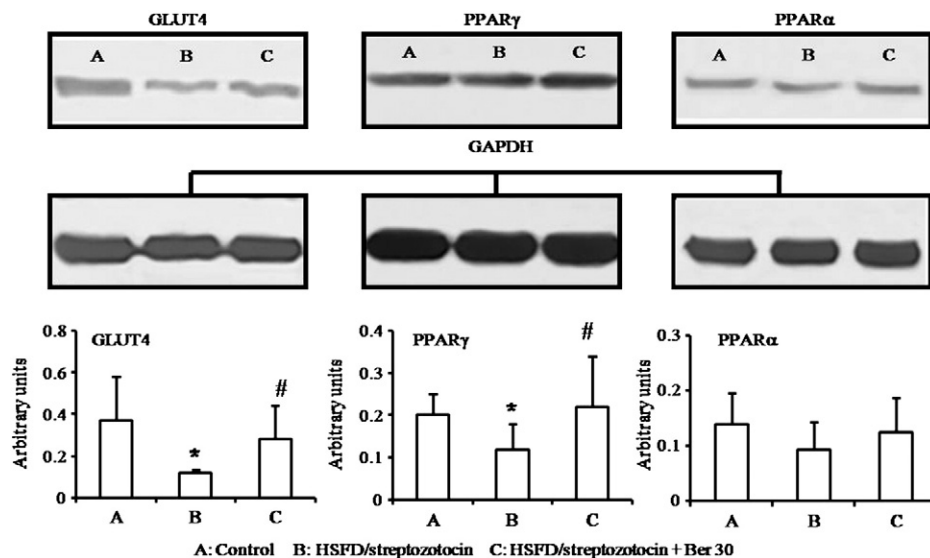 GLUT4 PPARγ PPARα
A B C A B C A B C
GAPDH
0.8
0.6
0.4
0.2
0
Arbitrary units
GLUT4
*
#
A B C
0.4
0.3
0.2
0.1
0
Arbitrary units
PPARγ
*
#
A B C
0.3
0.2
0.1
0
Arbitrary units
PPARα
A B C
A: Control B: HSFD/streptozotocin C: HSFD/streptozotocin + Ber 30